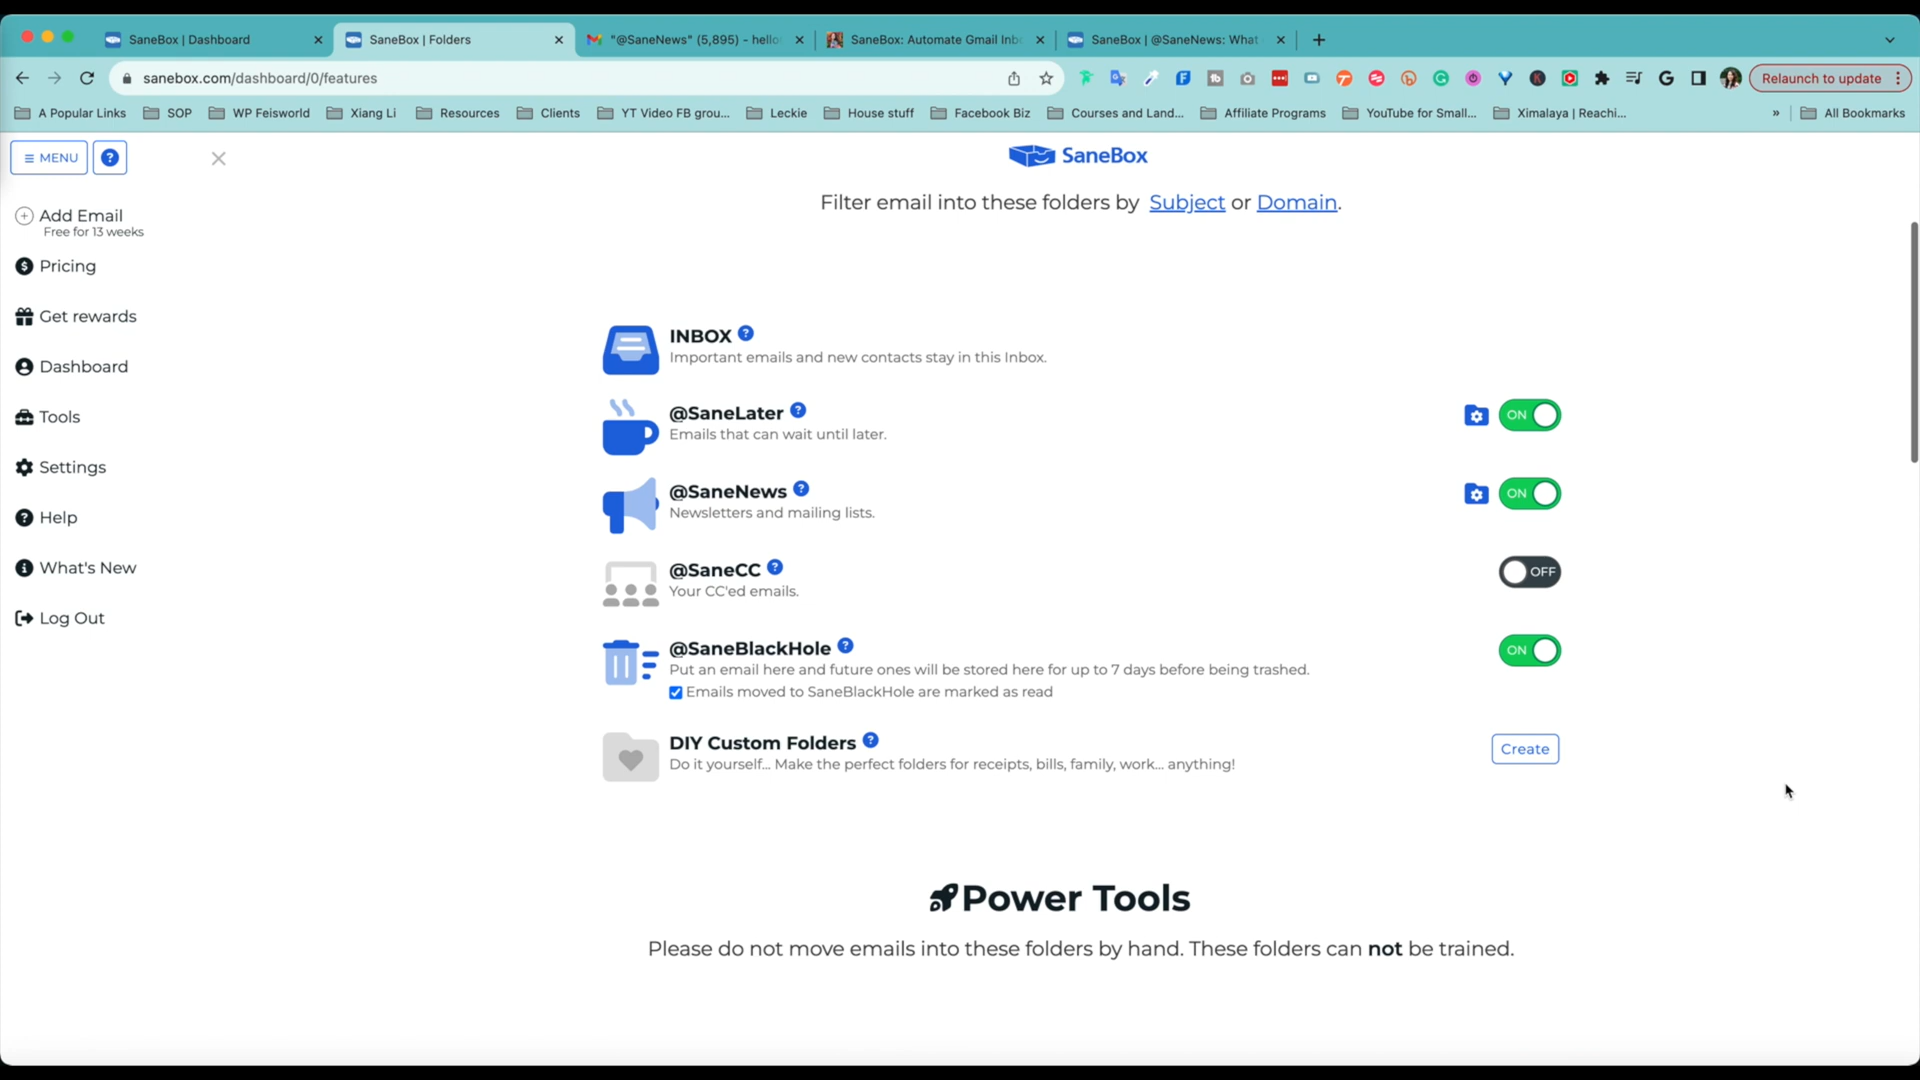 SaneBox | Dashboard
SaneBox | Folders
"@SaneNews" (5,895) - hello
SaneBox: Automate Gmail Inb
SaneBox | @SaneNews: What
sanebox.com/dashboard/0/features
Relaunch to update
A Popular Links
SOP
WP Feisworld
Xiang Li
Resources
Clients
YT Video FB grou...
Leckie
House stuff
Facebook Biz
Courses and Land...
Affiliate Programs
YouTube for Small...
Ximalaya | Reachi...
»
All Bookmarks
MENU
?
SaneBox
Filter email into these folders by Subject or Domain.
Add Email
Free for 13 weeks
Pricing
Get rewards
Dashboard
Tools
Settings
Help
What's New
Log Out
INBOX ?
Important emails and new contacts stay in this Inbox.
@SaneLater ?
Emails that can wait until later.
ON
@SaneNews ?
Newsletters and mailing lists.
ON
@SaneCC ?
Your CC'ed emails.
OFF
@SaneBlackHole ?
Put an email here and future ones will be stored here for up to 7 days before being trashed.
Emails moved to SaneBlackHole are marked as read
ON
DIY Custom Folders ?
Do it yourself... Make the perfect folders for receipts, bills, family, work... anything!
Create
Power Tools
Please do not move emails into these folders by hand. These folders can not be trained.